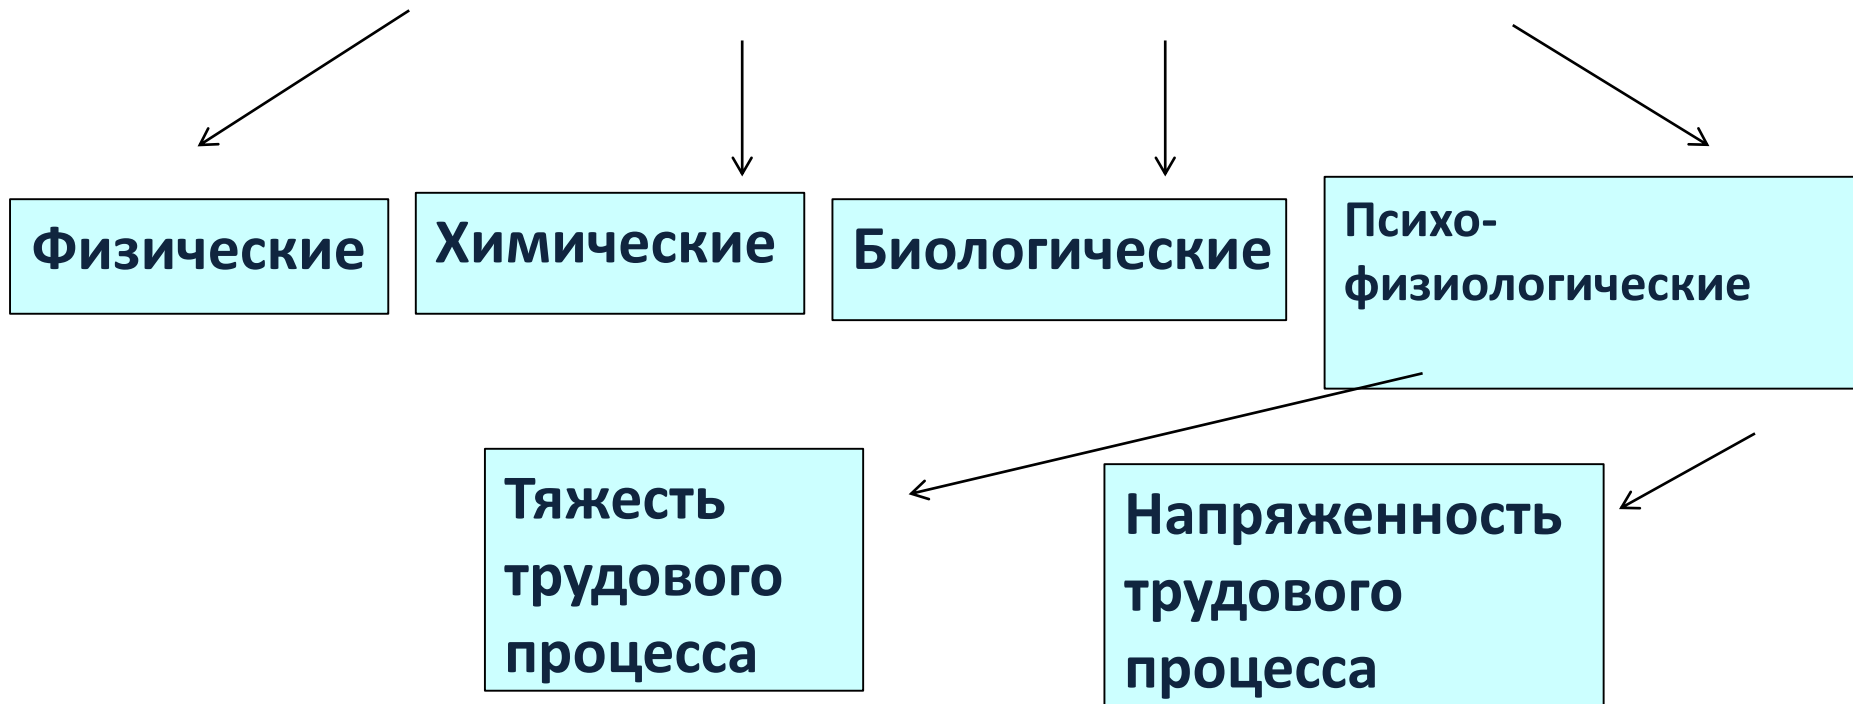 Физические
Химические
Биологические
Психо-
физиологические
Тяжесть
трудового
процесса
Напряженность
трудового
процесса